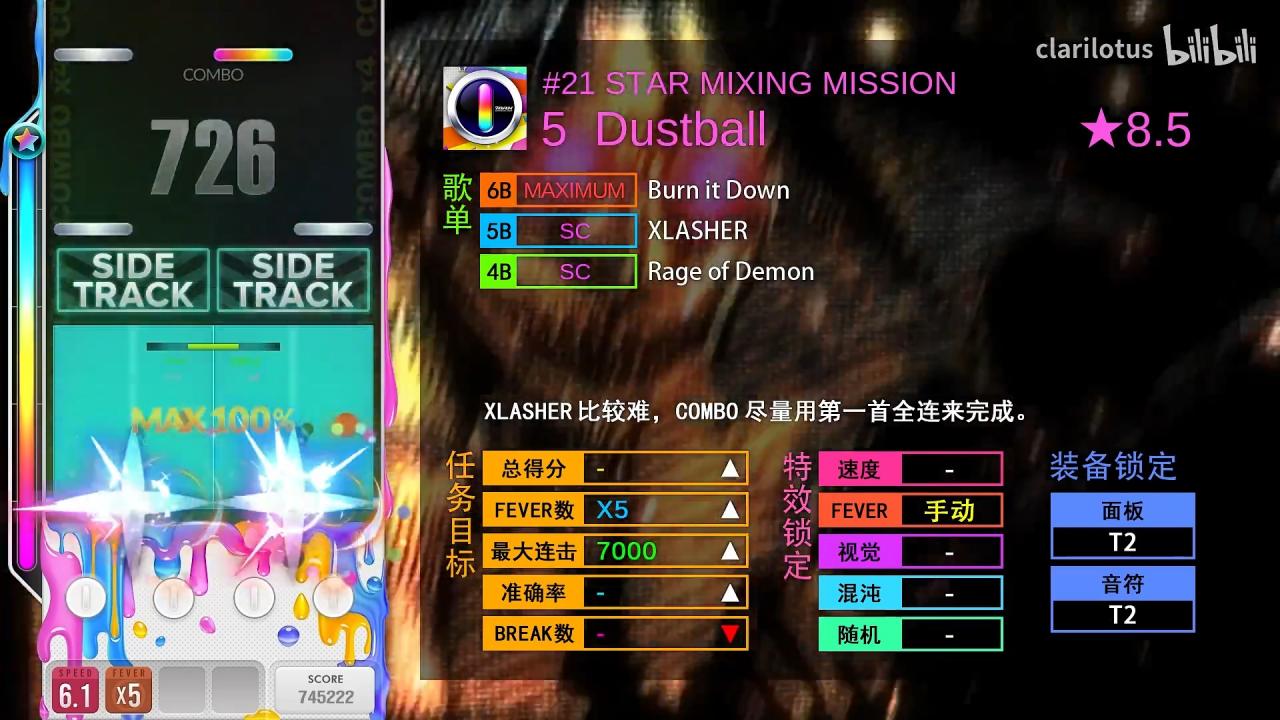 COMBO
726
SIDE TRACK
SIDE TRACK
MAX 100%
SPEED
6.1
FEVER
X5
SCORE
745222
clarilotus bilibili
#21 STAR MIXING MISSION
5 Dustball
★8.5
歌单
6B MAXIMUM Burn it Down
5B SC XLASHER
4B SC Rage of Demon
XLASHER 比较难，COMBO 尽量用第一首全连来完成。
任务目标
总得分 - ▲
FEVER数 X5 ▲
最大连击 7000 ▲
准确率 - ▲
BREAK数 - ▼
特效锁定
速度 -
FEVER 手动
视觉 -
混沌 -
随机 -
装备锁定
面板
T2
音符
T2